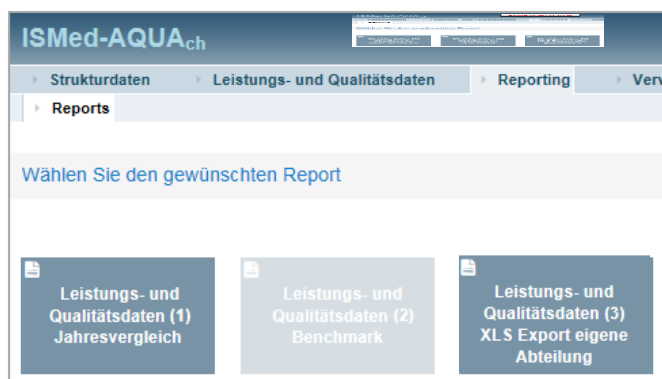 ISMed-AQUAch
Strukturdaten
Leistungs- und Qualitätsdaten
Reporting
Reports
Wählen Sie den gewünschten Report
Leistungs- und
Qualitätsdaten (1)
Jahresvergleich
Leistungs- und
Qualitätsdaten (2)
Benchmark
Leistungs- und
Qualitätsdaten (3)
XLS Export eigene
Abteilung